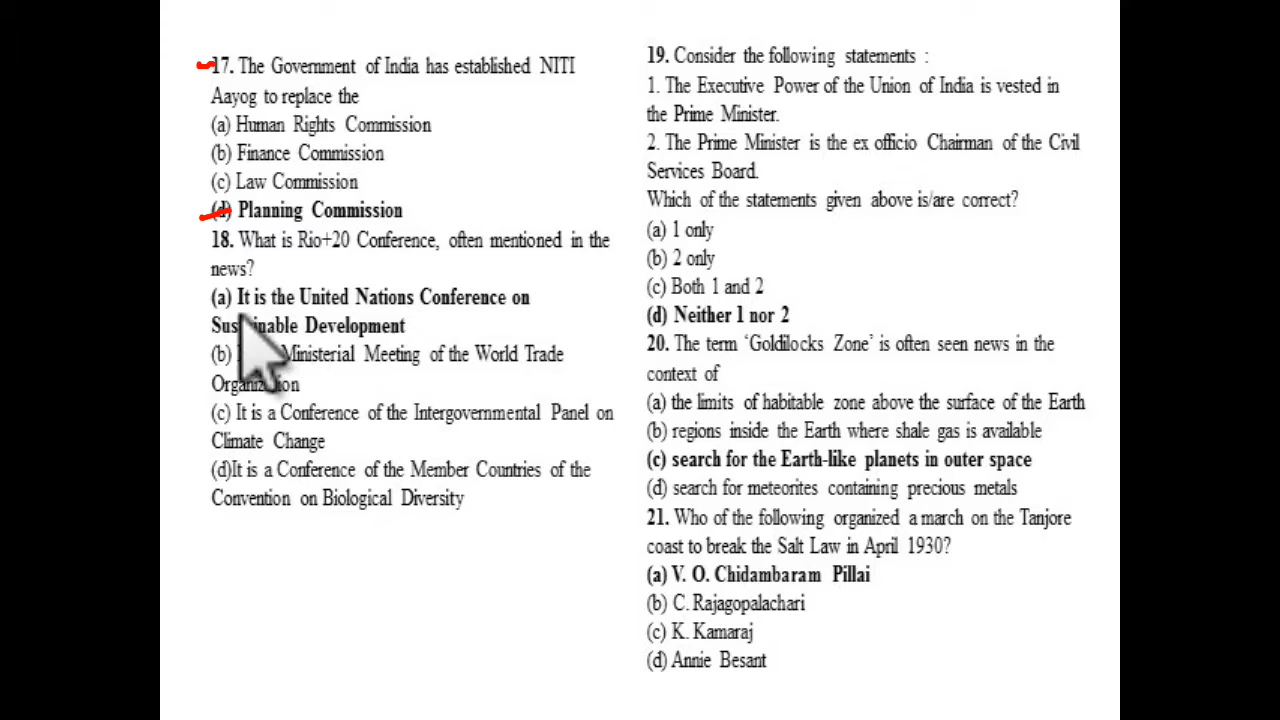 17. The Government of India has established NITI
Aayog to replace the
(a) Human Rights Commission
(b) Finance Commission
(c) Law Commission
(d) Planning Commission
18. What is Rio+20 Conference, often mentioned in the
news?
(a) It is the United Nations Conference on
Sustainable Development
(b) Ministerial Meeting of the World Trade
Organization
(c) It is a Conference of the Intergovernmental Panel on
Climate Change
(d)It is a Conference of the Member Countries of the
Convention on Biological Diversity
19. Consider the following statements :
1. The Executive Power of the Union of India is vested in
the Prime Minister.
2. The Prime Minister is the ex officio Chairman of the Civil
Services Board.
Which of the statements given above is/are correct?
(a) 1 only
(b) 2 only
(c) Both 1 and 2
(d) Neither 1 nor 2
20. The term ‘Goldilocks Zone’ is often seen news in the
context of
(a) the limits of habitable zone above the surface of the Earth
(b) regions inside the Earth where shale gas is available
(c) search for the Earth-like planets in outer space
(d) search for meteorites containing precious metals
21. Who of the following organized a march on the Tanjore
coast to break the Salt Law in April 1930?
(a) V. O. Chidambaram Pillai
(b) C. Rajagopalachari
(c) K. Kamaraj
(d) Annie Besant